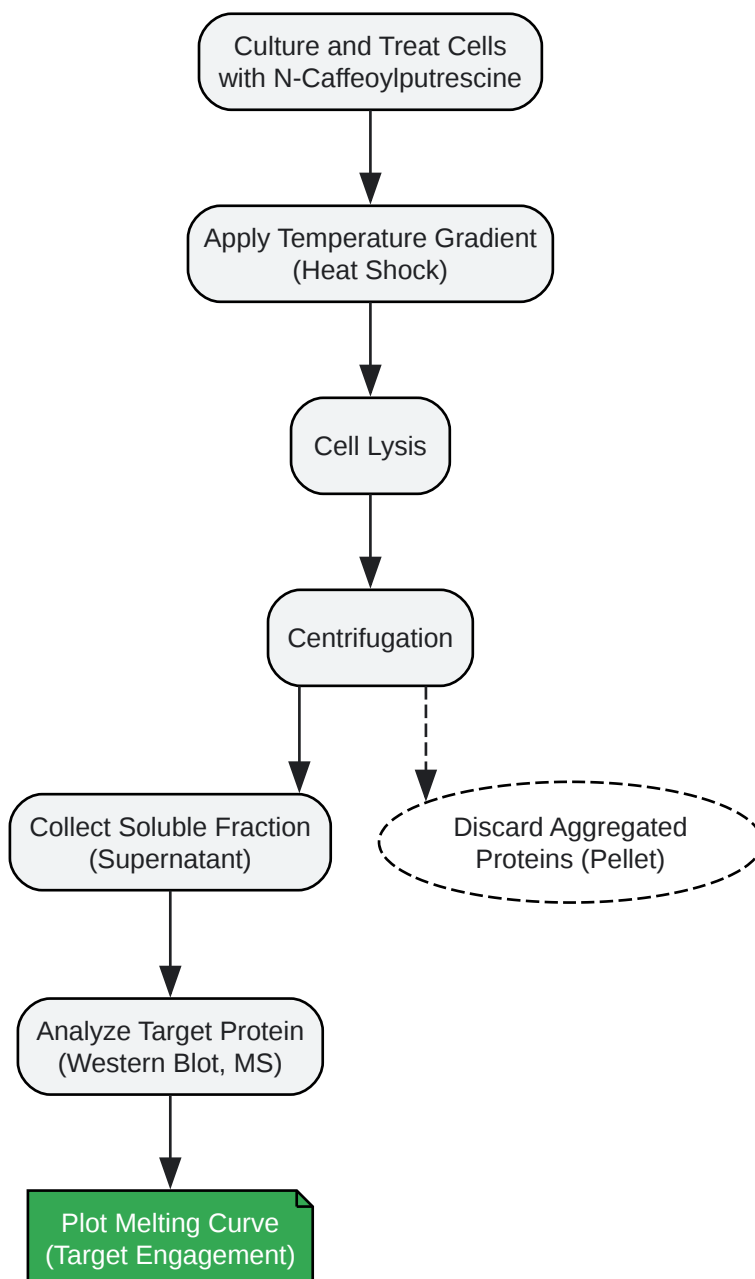 Culture and Treat Cells
with N-Caffeoylputrescine
Apply Temperature Gradient
(Heat Shock)
Cell Lysis
Centrifugation
Collect Soluble Fraction
(Supernatant)
Discard Aggregated
Proteins (Pellet)
Analyze Target Protein
(Western Blot, MS)
Plot Melting Curve
(Target Engagement)